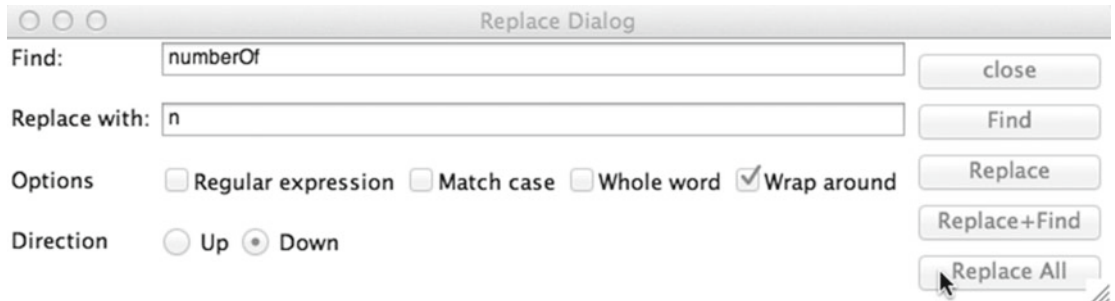 Replace Dialog
Find: numberOf
close
Replace with: n
Find
Options Regular expression Match case Whole word Wrap around
Replace
Replace+Find
Direction Up Down
Replace All